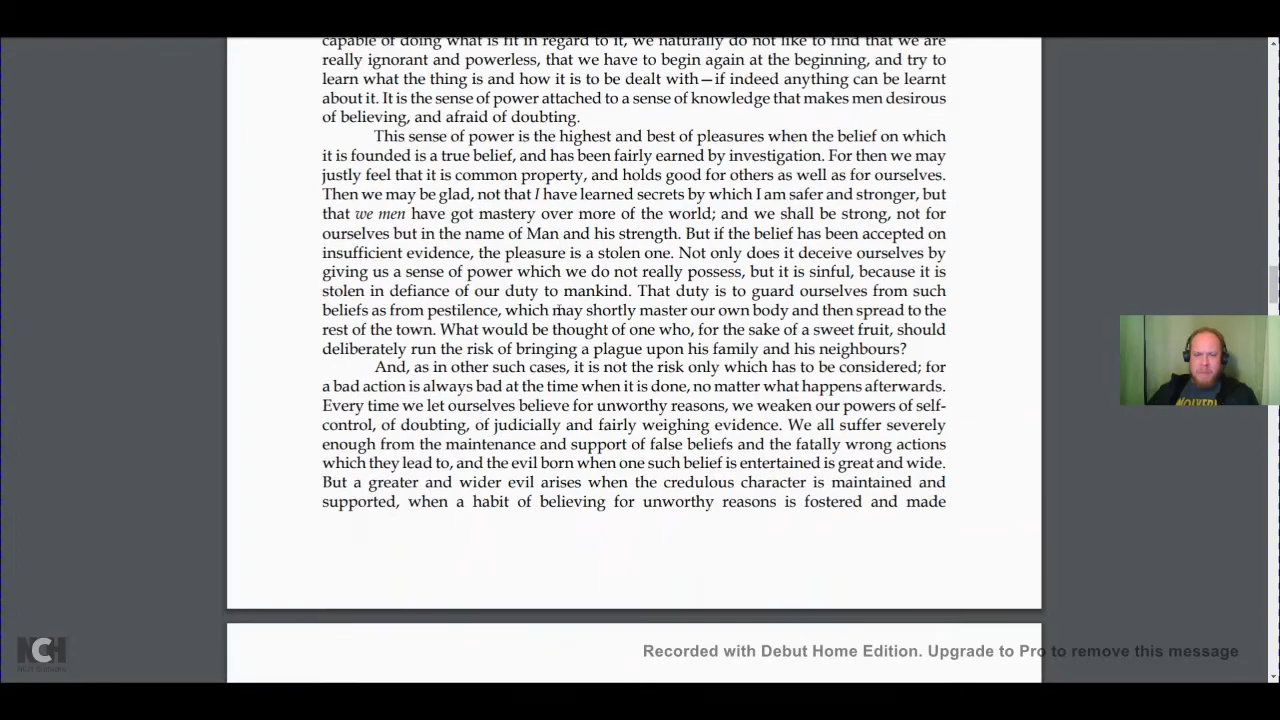 capable of doing what is fit in regard to it, we naturally do not like to find that we are
really ignorant and powerless, that we have to begin again at the beginning, and try to
learn what the thing is and how it is to be dealt with—if indeed anything can be learnt
about it. It is the sense of power attached to a sense of knowledge that makes men desirous
of believing, and afraid of doubting.
This sense of power is the highest and best of pleasures when the belief on which
it is founded is a true belief, and has been fairly earned by investigation. For then we may
justly feel that it is common property, and holds good for others as well as for ourselves.
Then we may be glad, not that I have learned secrets by which I am safer and stronger, but
that we men have got mastery over more of the world; and we shall be strong, not for
ourselves but in the name of Man and his strength. But if the belief has been accepted on
insufficient evidence, the pleasure is a stolen one. Not only does it deceive ourselves by
giving us a sense of power which we do not really possess, but it is sinful, because it is
stolen in defiance of our duty to mankind. That duty is to guard ourselves from such
beliefs as from pestilence, which may shortly master our own body and then spread to the
rest of the town. What would be thought of one who, for the sake of a sweet fruit, should
deliberately run the risk of bringing a plague upon his family and his neighbours?
And, as in other such cases, it is not the risk only which has to be considered; for
a bad action is always bad at the time when it is done, no matter what happens afterwards.
Every time we let ourselves believe for unworthy reasons, we weaken our powers of self-
control, of doubting, of judicially and fairly weighing evidence. We all suffer severely
enough from the maintenance and support of false beliefs and the fatally wrong actions
which they lead to, and the evil born when one such belief is entertained is great and wide.
But a greater and wider evil arises when the credulous character is maintained and
supported, when a habit of believing for unworthy reasons is fostered and made
NCH
Recorded with Debut Home Edition. Upgrade to Pro to remove this message